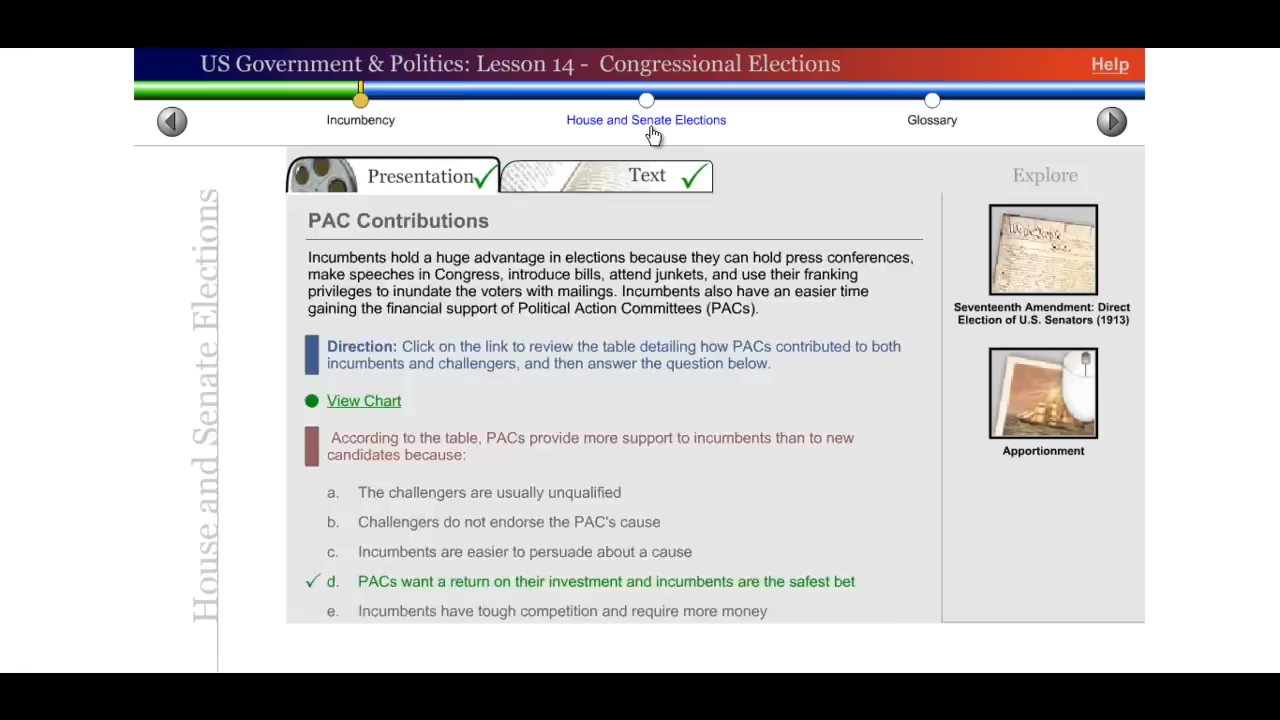 US Government & Politics: Lesson 14 - Congressional Elections
Help
Incumbency
House and Senate Elections
Glossary
House and Senate Elections
Presentation
Text
Explore
PAC Contributions
Incumbents hold a huge advantage in elections because they can hold press conferences,
make speeches in Congress, introduce bills, attend junkets, and use their franking
privileges to inundate the voters with mailings. Incumbents also have an easier time
gaining the financial support of Political Action Committees (PACs).
Direction: Click on the link to review the table detailing how PACs contributed to both
incumbents and challengers, and then answer the question below.
View Chart
According to the table, PACs provide more support to incumbents than to new
candidates because:
a. The challengers are usually unqualified
b. Challengers do not endorse the PAC's cause
c. Incumbents are easier to persuade about a cause
d. PACs want a return on their investment and incumbents are the safest bet
e. Incumbents have tough competition and require more money
We the People
Seventeenth Amendment: Direct
Election of U.S. Senators (1913)
Apportionment